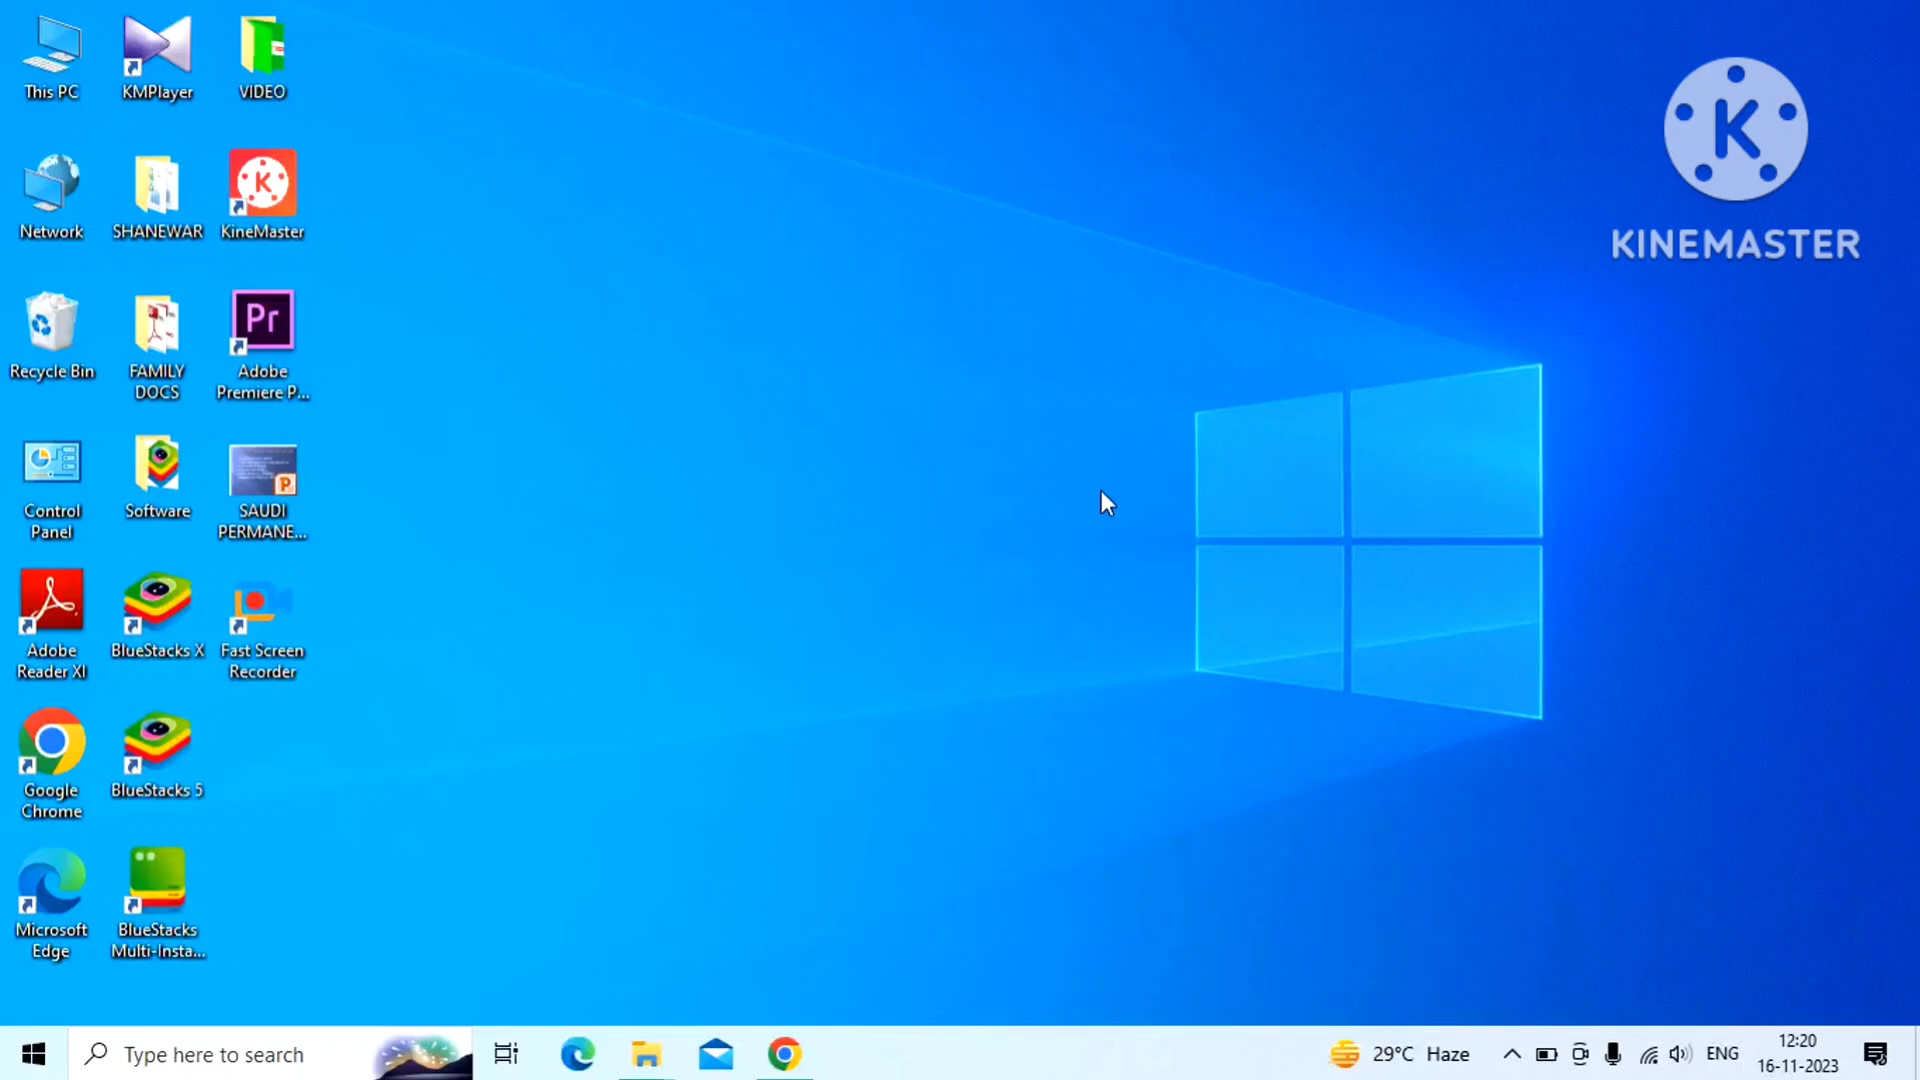 This PC
KMPlayer
VIDEO
K
KINEMASTER
Network
SHANEWAR
K
KineMaster
Recycle Bin
FAMILY
DOCS
Pr
Adobe
Premiere P...
Control
Panel
Software
P
SAUDI
PERMANE...
Adobe
Reader XI
BlueStacks X
Fast Screen
Recorder
Google
Chrome
BlueStacks 5
Microsoft
Edge
BlueStacks
Multi-Insta...
Type here to search
29°C Haze
ENG
12:20
16-11-2023